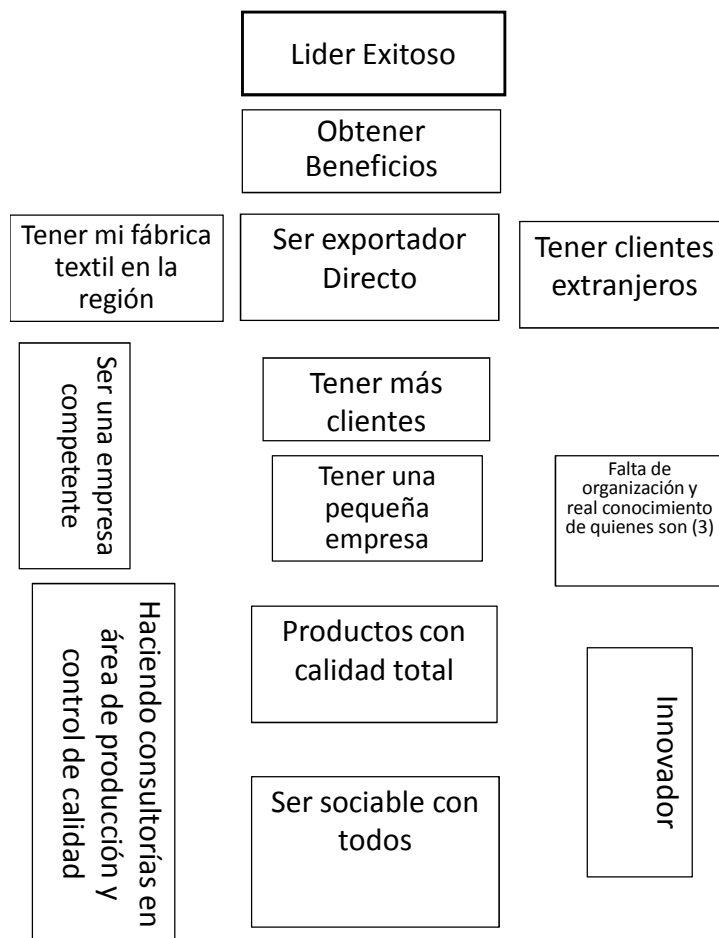 Lider Exitoso
Obtener
Beneficios
Tener mi fábrica
textil en la
región
Ser exportador
Directo
Tener clientes
extranjeros
Ser una empresa
competente
Tener más
clientes
Tener una
pequeña
empresa
Falta de
organización y
real conocimiento
de quienes son (3)
Haciendo consultorías en
área de producción y
control de calidad
Productos con
calidad total
Innovador
Ser sociable con
todos